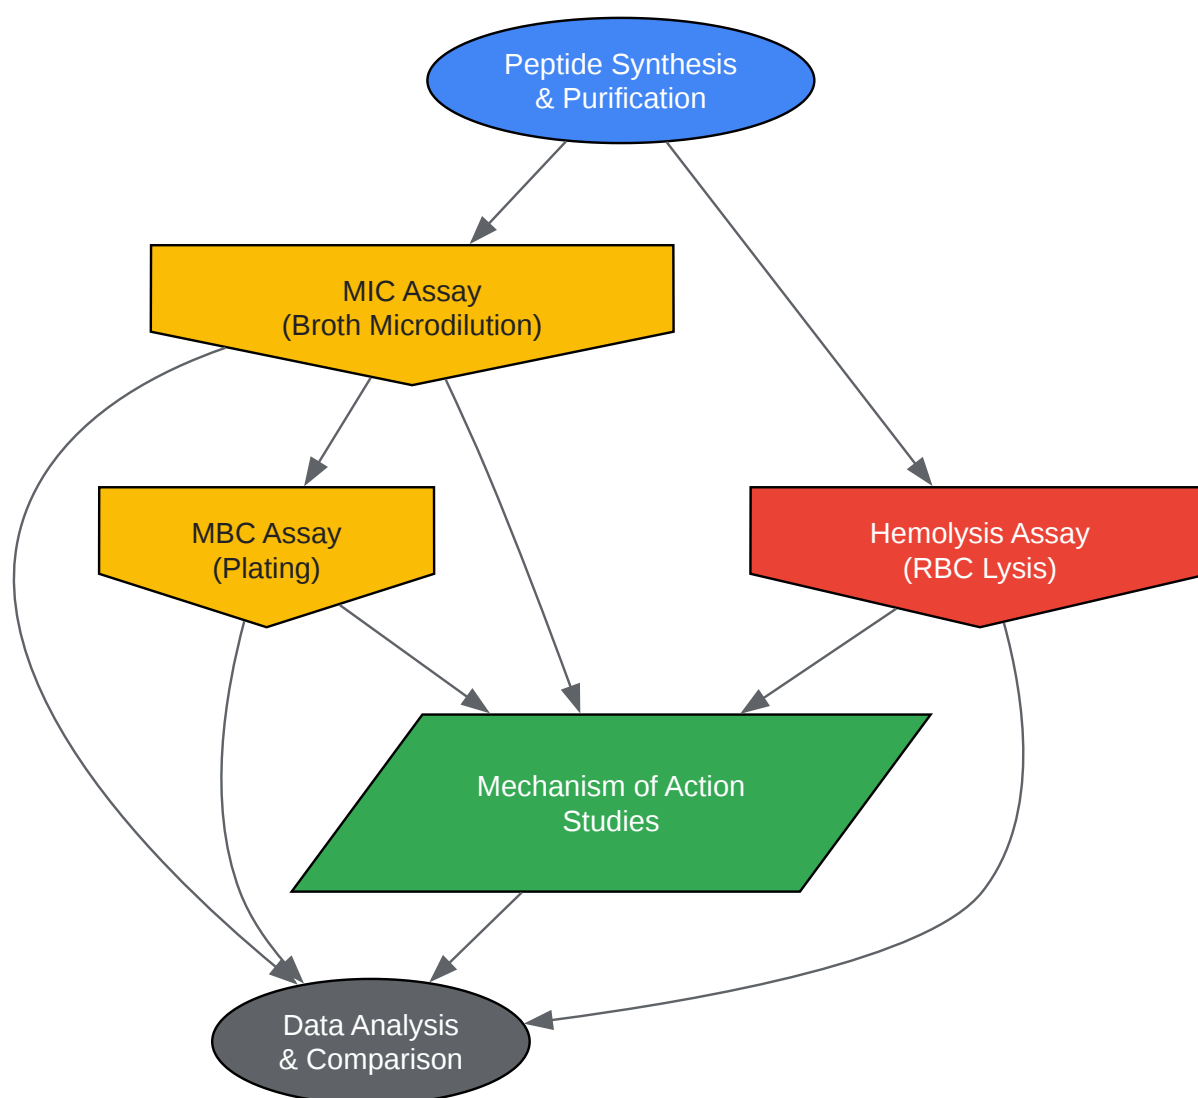 Peptide Synthesis
& Purification
MIC Assay
(Broth Microdilution)
MBC Assay
(Plating)
Hemolysis Assay
(RBC Lysis)
Mechanism of Action
Studies
Data Analysis
& Comparison